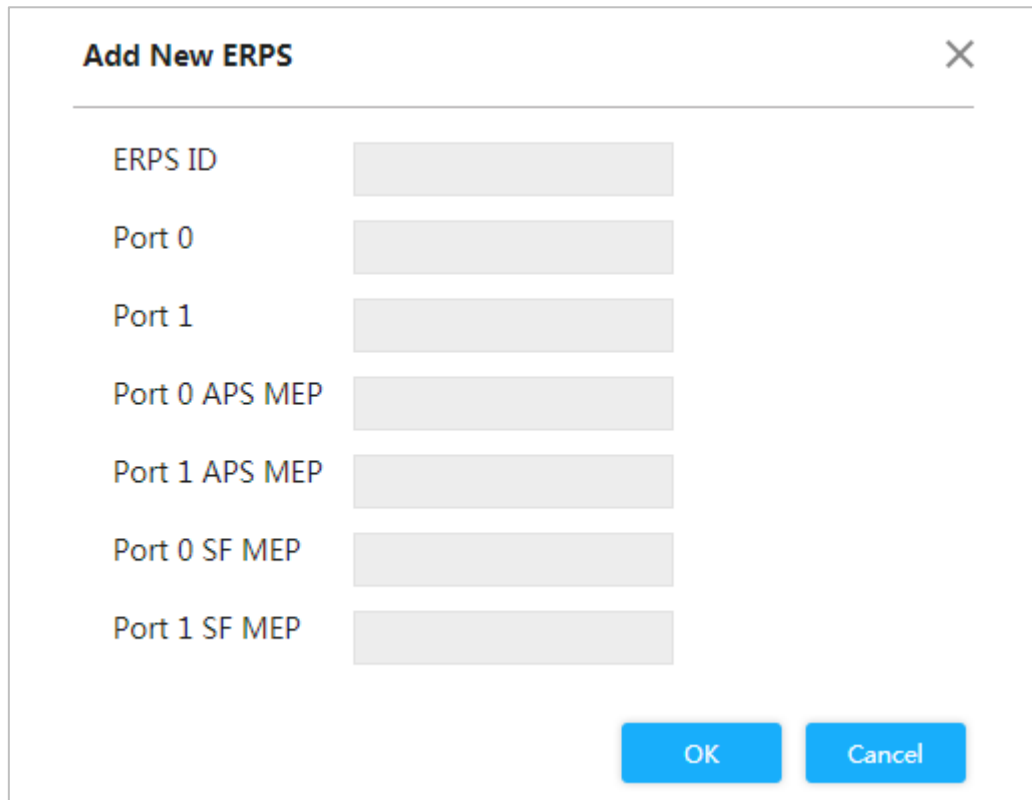 Add New ERPS
ERPS ID
Port 0
Port 1
Port 0 APS MEP
Port 1 APS MEP
Port 0 SF MEP
Port 1 SF MEP
OK Cancel